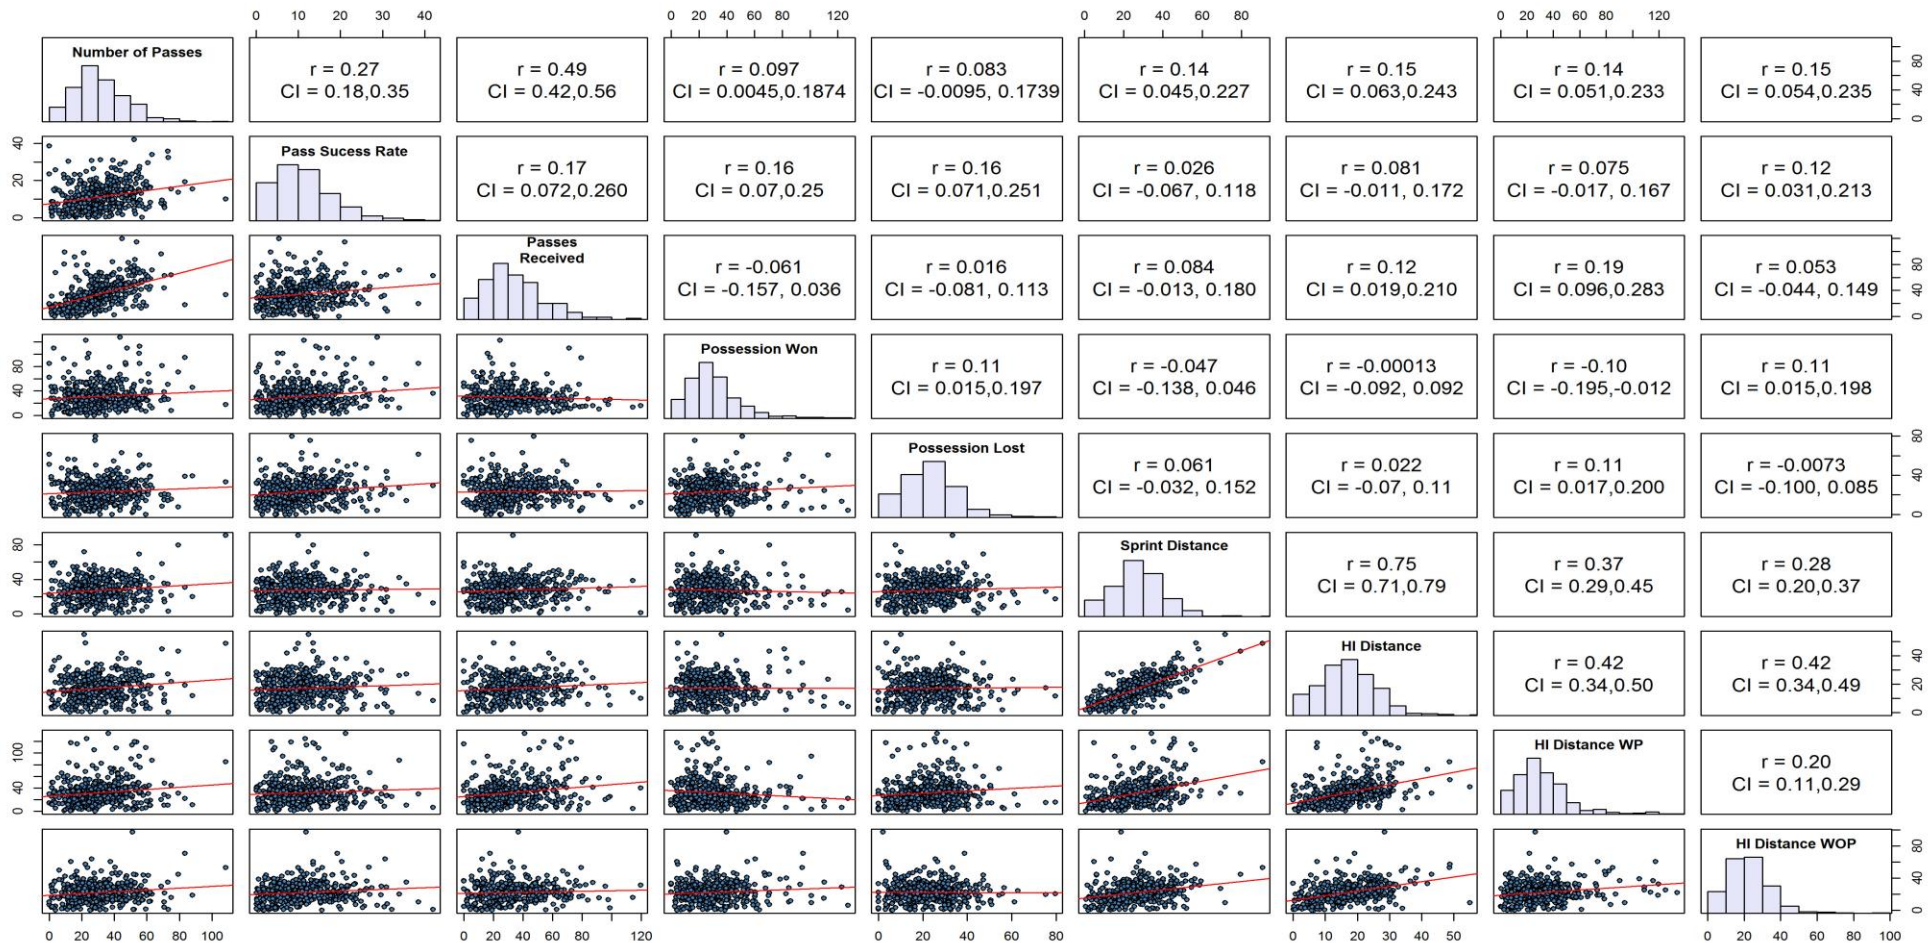 0 10 20 30 40 0 20 40 60 80 120 0 20 40 60 80 0 20 40 60 80 120
Number of Passes
r = 0.27
CI = 0.18,0.35
r = 0.49
CI = 0.42,0.56
r = 0.097
CI = 0.0045,0.1874
r = 0.083
CI = -0.0095, 0.1739
r = 0.14
CI = 0.045,0.227
r = 0.15
CI = 0.063,0.243
r = 0.14
CI = 0.051,0.233
r = 0.15
CI = 0.054,0.235
0 40 80
0 20 40
Pass Sucess Rate
r = 0.17
CI = 0.072,0.260
r = 0.16
CI = 0.07,0.25
r = 0.16
CI = 0.071,0.251
r = 0.026
CI = -0.067, 0.118
r = 0.081
CI = -0.011, 0.172
r = 0.075
CI = -0.017, 0.167
r = 0.12
CI = 0.031,0.213
Passes
Received
r = -0.061
CI = -0.157, 0.036
r = 0.016
CI = -0.081, 0.113
r = 0.084
CI = -0.013, 0.180
r = 0.12
CI = 0.019,0.210
r = 0.19
CI = 0.096,0.283
r = 0.053
CI = -0.044, 0.149
0 40 80
0 40 80
Possession Won
r = 0.11
CI = 0.015,0.197
r = -0.047
CI = -0.138, 0.046
r = -0.00013
CI = -0.092, 0.092
r = -0.10
CI = -0.195,-0.012
r = 0.11
CI = 0.015,0.198
Possession Lost
r = 0.061
CI = -0.032, 0.152
r = 0.022
CI = -0.07, 0.11
r = 0.11
CI = 0.017,0.200
r = -0.0073
CI = -0.100, 0.085
0 40 80
0 40 80
Sprint Distance
r = 0.75
CI = 0.71,0.79
r = 0.37
CI = 0.29,0.45
r = 0.28
CI = 0.20,0.37
HI Distance
r = 0.42
CI = 0.34,0.50
r = 0.42
CI = 0.34,0.49
0 20 40
0 40 100
HI Distance WP
r = 0.20
CI = 0.11,0.29
HI Distance WOP
0 40 80
0 20 40 60 80 100 0 20 40 60 80 120 0 20 40 60 80 0 10 20 30 50 0 20 40 60 80 100